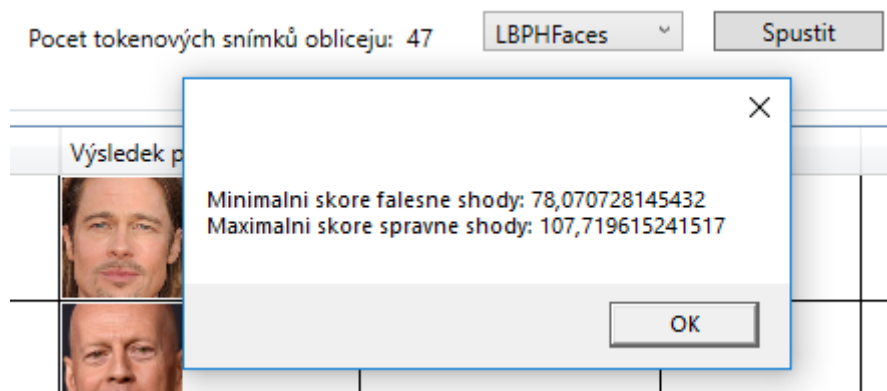 Pocet tokenových snímků obliceju: 47 LBPHFaces Spustit
Výsledek p
Minimalni skore falesne shody: 78,070728145432
Maximalni skore spravne shody: 107,719615241517
OK